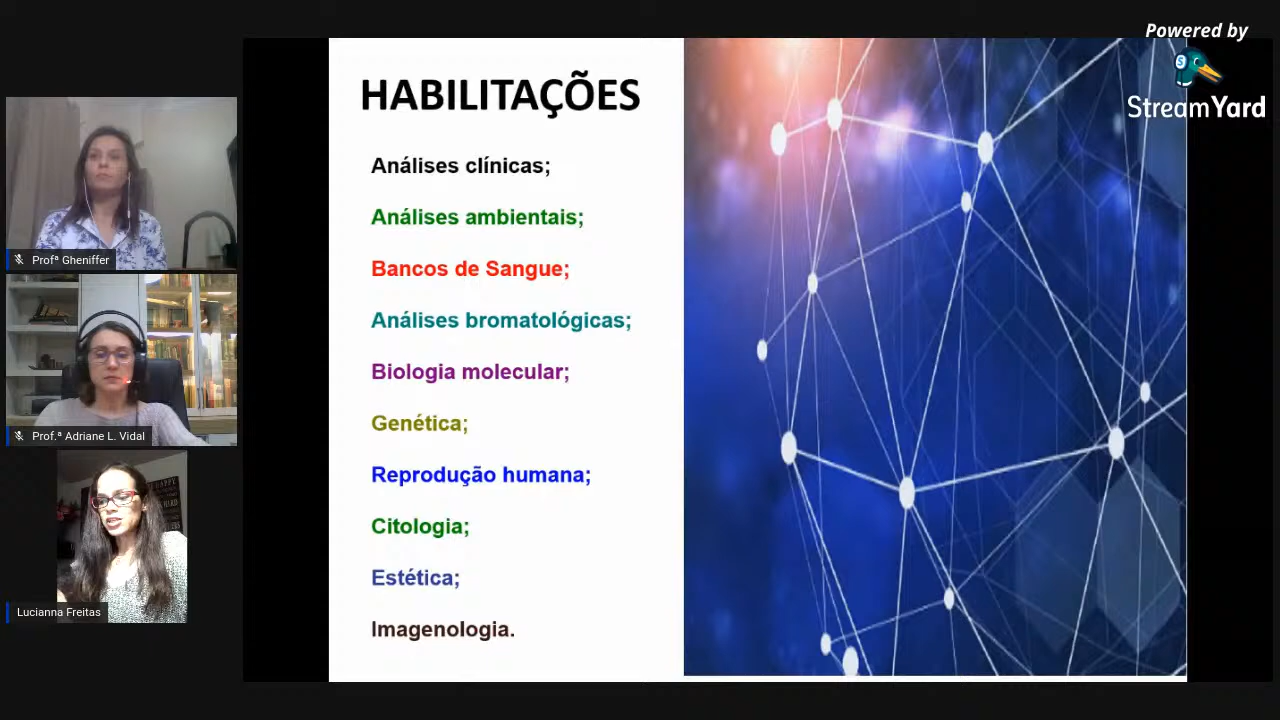 Powered by
StreamYard
HABILITAÇÕES
Análises clínicas;
Análises ambientais;
Bancos de Sangue;
Análises bromatológicas;
Biologia molecular;
Genética;
Reprodução humana;
Citologia;
Estética;
Imagenologia.
Profª Gheniffer
Prof.ª Adriane L. Vidal
Lucianna Freitas